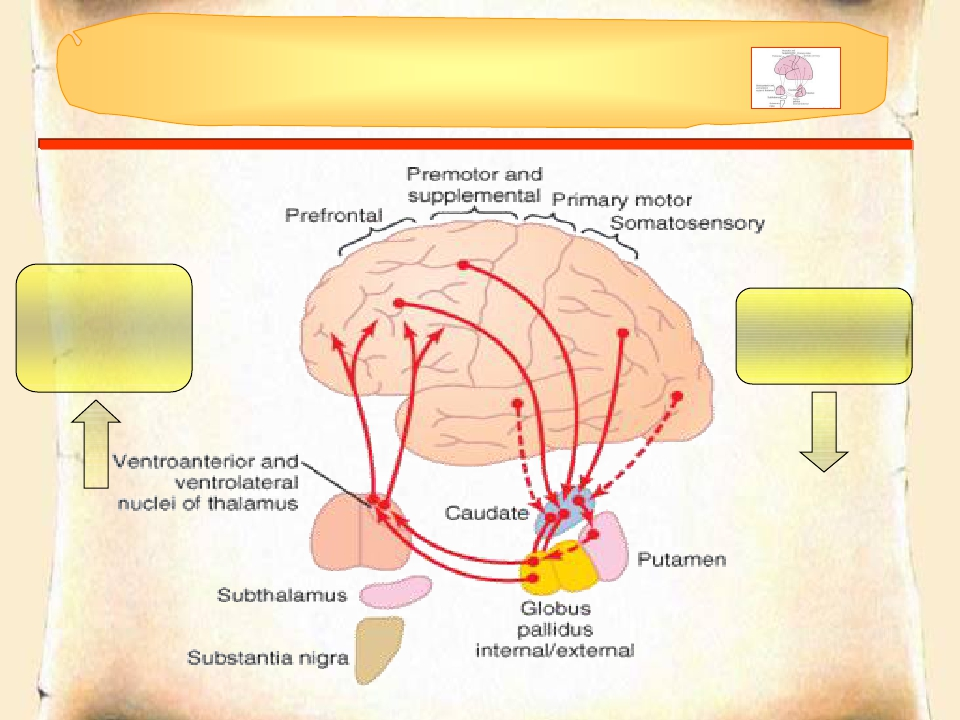 Premotor and
supplemental
Primary motor
Prefrontal
Somatosensory
Ventroanterior and
ventrolateral
nuclei of thalamus
Caudate
Putamen
Subthalamus
Globus
pallidus
internal/external
Substantia nigra